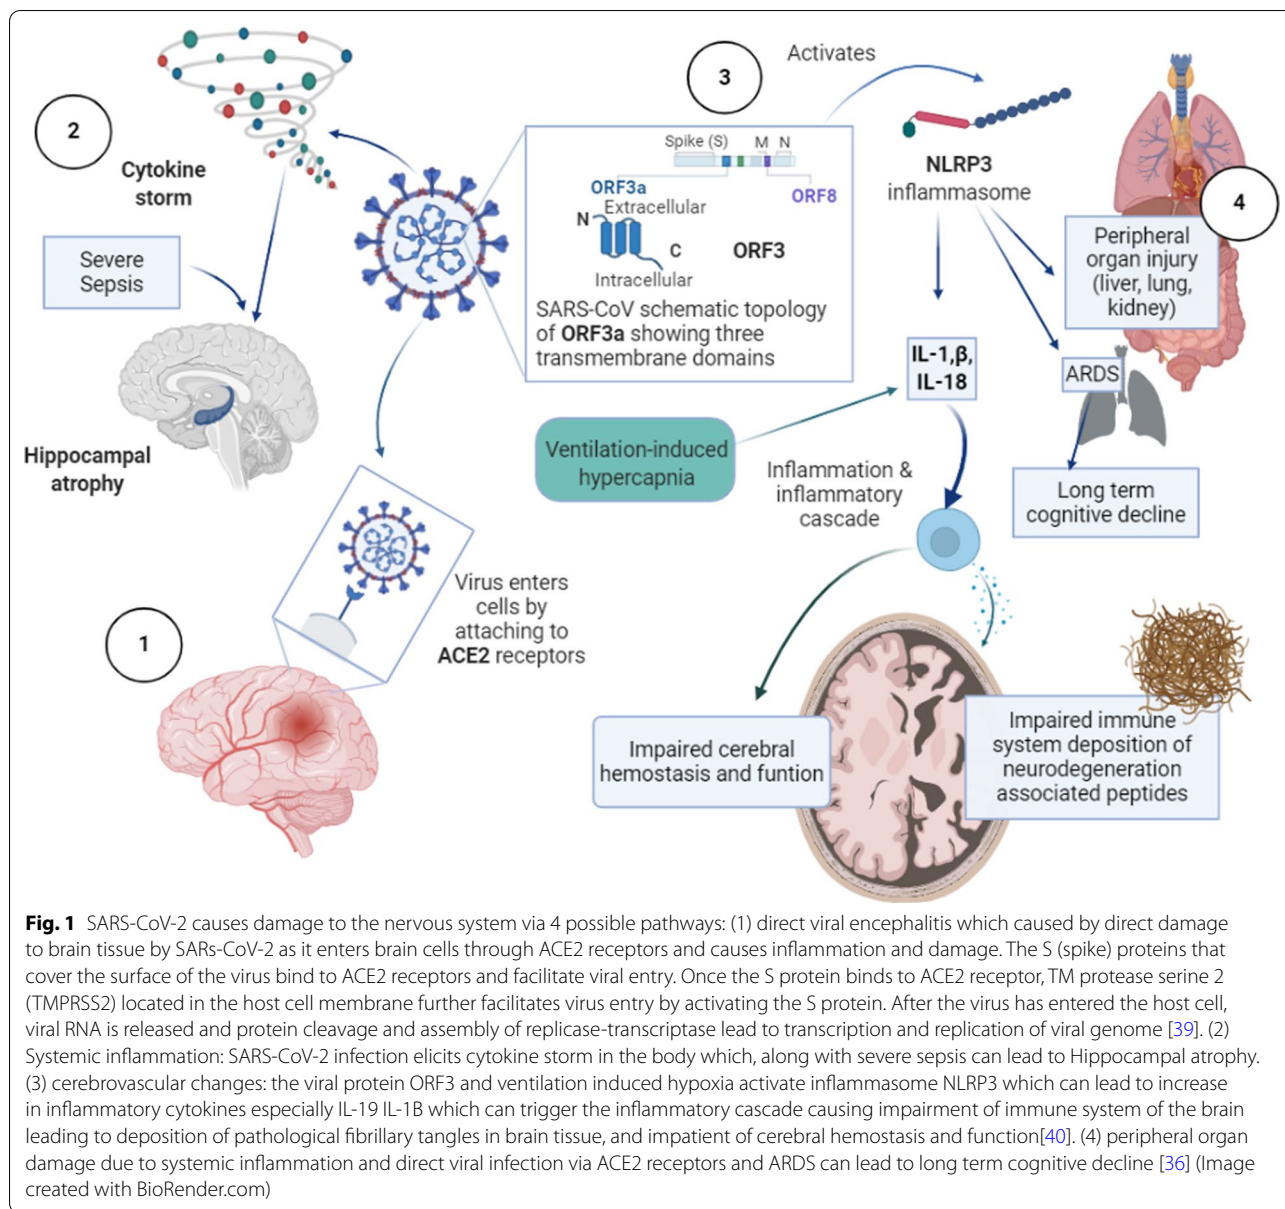 3
Activates
2
Cytokine
storm
Severe
Sepsis
Hippocampal
atrophy
Spike (S)
M
N
ORF3a
ORF8
Extracellular
N
C
ORF3
Intracellular
SARS-CoV schematic topology
of ORF3a showing three
transmembrane domains
NLRP3
inflammasome
4
Peripheral
organ injury
(liver, lung,
kidney)
IL-1,β,
IL-18
ARDS
Ventilation-induced
hypercapnia
Inflammation &
inflammatory
cascade
Long term
cognitive decline
1
Virus enters
cells by
attaching to
ACE2 receptors
Impaired cerebral
hemostasis and funtion
Impaired immune
system deposition of
neurodegeneration
associated peptides
Fig. 1 SARS-CoV-2 causes damage to the nervous system via 4 possible pathways: (1) direct viral encephalitis which caused by direct damage
to brain tissue by SARs-CoV-2 as it enters brain cells through ACE2 receptors and causes inflammation and damage. The S (spike) proteins that
cover the surface of the virus bind to ACE2 receptors and facilitate viral entry. Once the S protein binds to ACE2 receptor, TM protease serine 2
(TMPRSS2) located in the host cell membrane further facilitates virus entry by activating the S protein. After the virus has entered the host cell,
viral RNA is released and protein cleavage and assembly of replicase-transcriptase lead to transcription and replication of viral genome [39]. (2)
Systemic inflammation: SARS-CoV-2 infection elicits cytokine storm in the body which, along with severe sepsis can lead to Hippocampal atrophy.
(3) cerebrovascular changes: the viral protein ORF3 and ventilation induced hypoxia activate inflammasome NLRP3 which can lead to increase
in inflammatory cytokines especially IL-19 IL-1B which can trigger the inflammatory cascade causing impairment of immune system of the brain
leading to deposition of pathological fibrillary tangles in brain tissue, and impatient of cerebral hemostasis and function[40]. (4) peripheral organ
damage due to systemic inflammation and direct viral infection via ACE2 receptors and ARDS can lead to long term cognitive decline [36] (Image
created with BioRender.com)